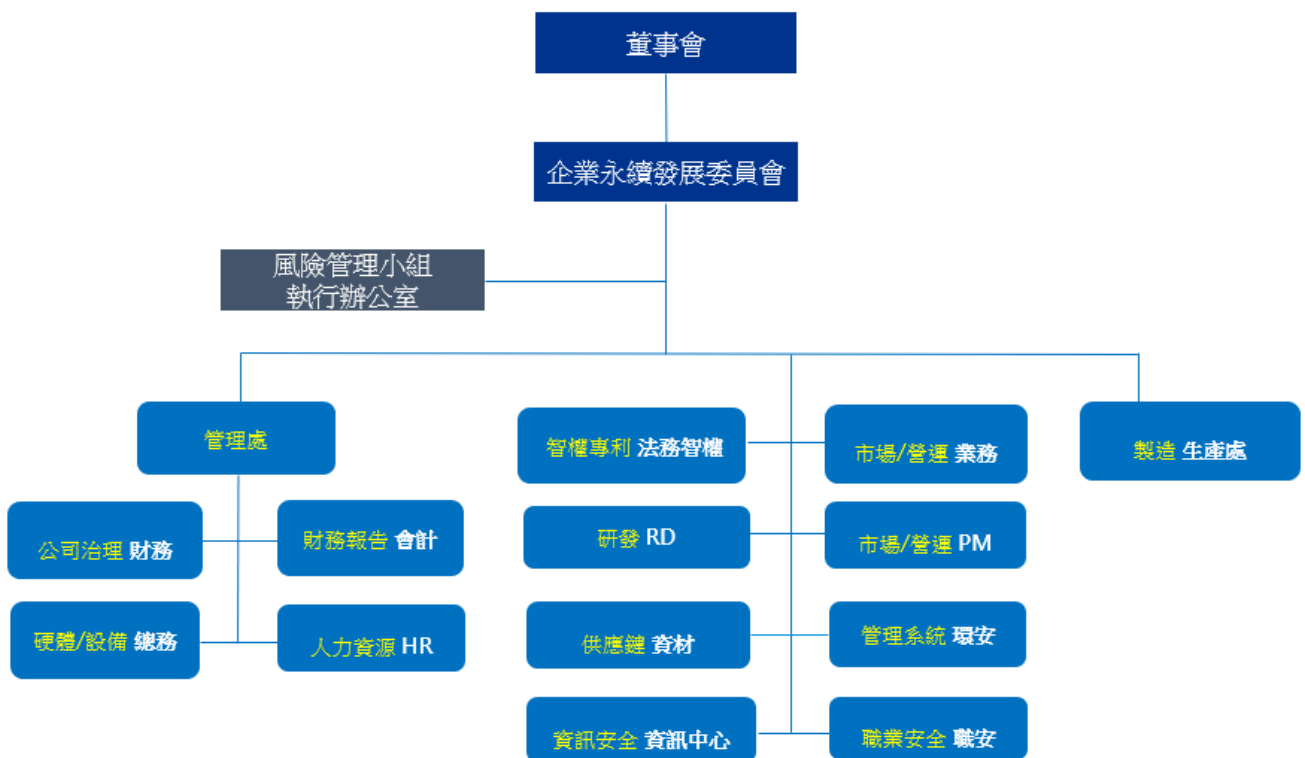 董事會
企業永續發展委員會
風險管理小組
執行辦公室
管理處
智權專利 法務智權
市場/營運 業務
製造 生產處
公司治理 財務
財務報告 會計
研發 RD
市場/營運 PM
硬體/設備 總務
人力資源 HR
供應鏈 資材
管理系統 環安
資訊安全 資訊中心
職業安全 職安